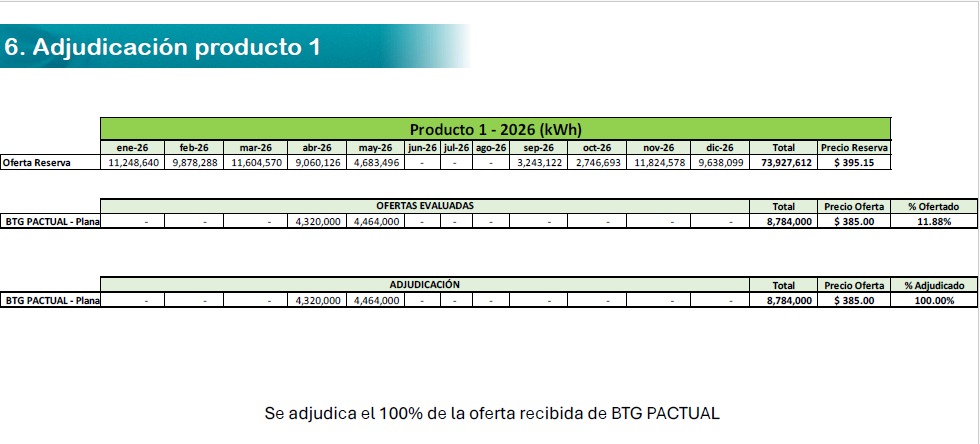 6. Adjudicación producto 1
Producto 1 - 2026 (kWh)
ene-26 feb-26 mar-26 abr-26 may-26 jun-26 jul-26 ago-26 sep-26 oct-26 nov-26 dic-26 Total Precio Reserva
Oferta Reserva 11,248,640 9,878,288 11,604,570 9,060,126 4,683,496 - - - 3,243,122 2,746,693 11,824,578 9,638,099 73,927,612 $ 395.15
OFERTAS EVALUADAS Total Precio Oferta % Ofertado
BTG PACTUAL - Plana - - - 4,320,000 4,464,000 - - - - - - - 8,784,000 $ 385.00 11.88%
ADJUDICACIÓN Total Precio Oferta % Adjudicado
BTG PACTUAL - Plana - - - 4,320,000 4,464,000 - - - - - - - 8,784,000 $ 385.00 100.00%
Se adjudica el 100% de la oferta recibida de BTG PACTUAL